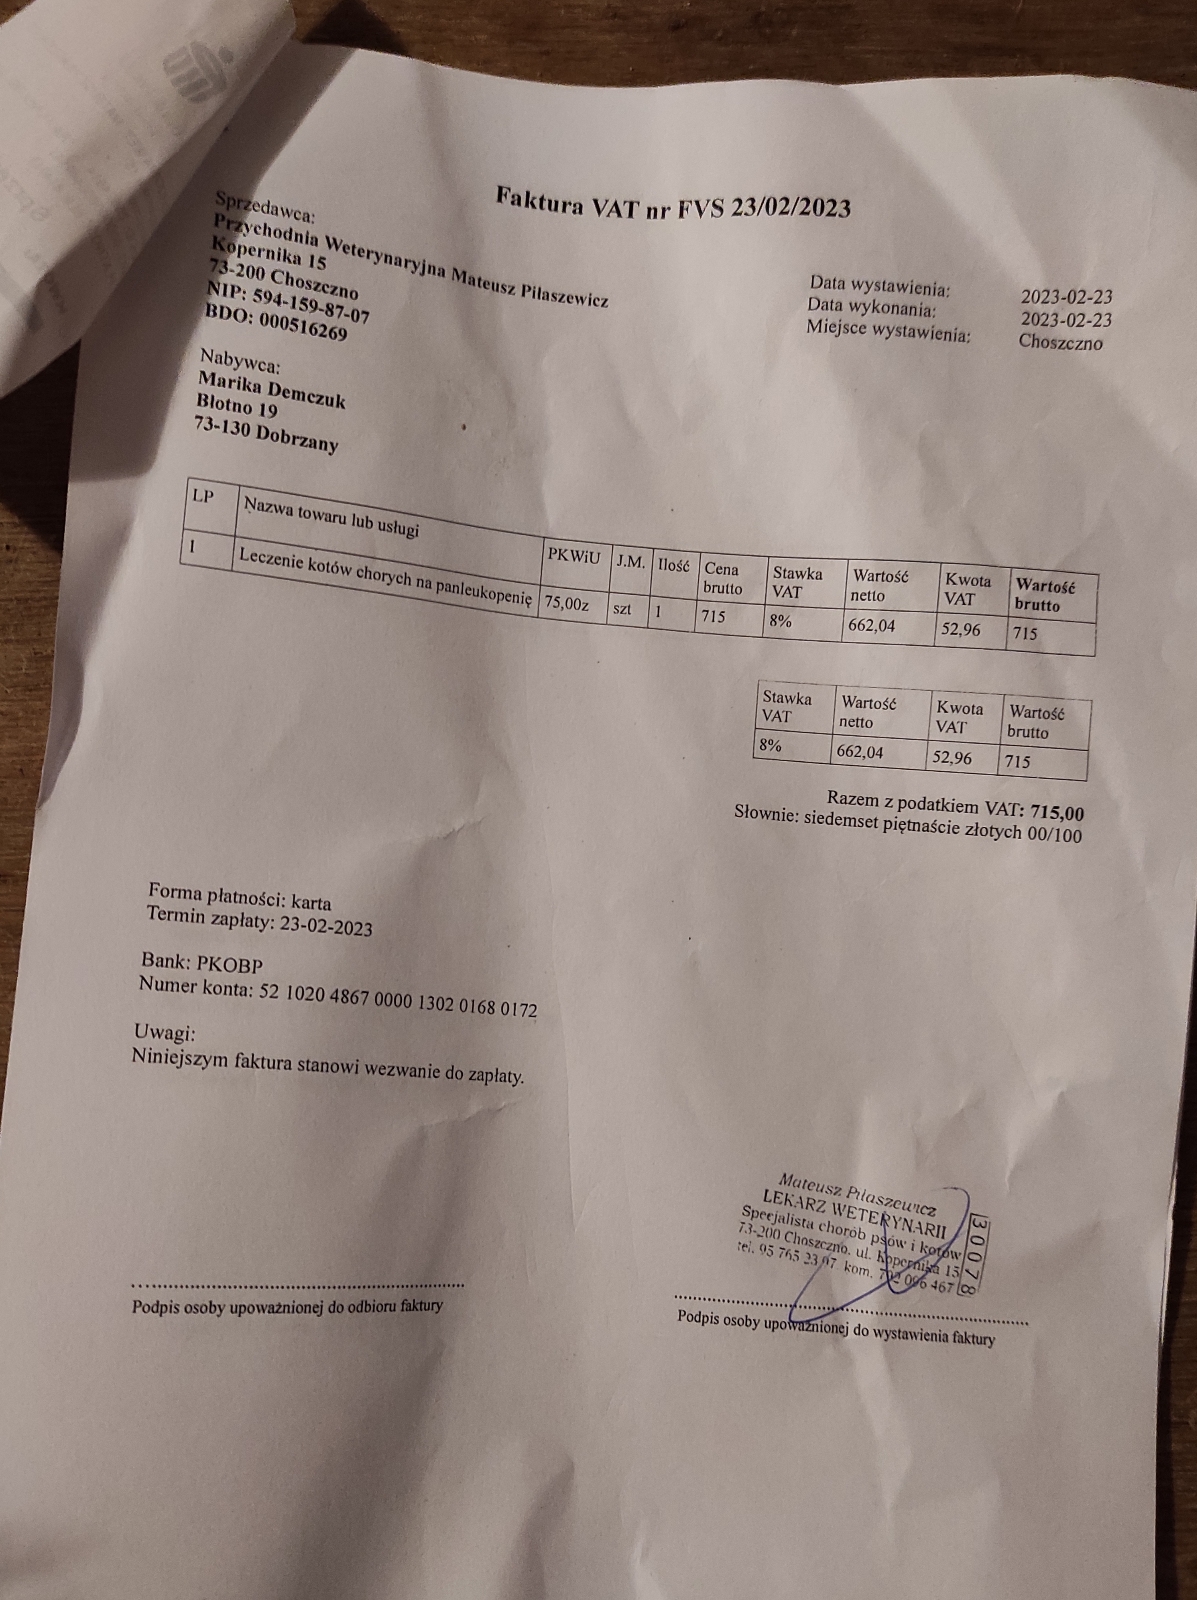 Faktura VAT nr FVS 23/02/2023
Sprzedawca:
Przychodnia Weterynaryjna Mateusz Piłaszewicz
Kopernika 15
73-200 Choszczno
NIP: 594-159-87-07
BDO: 000516269
Data wystawienia: 2023-02-23
Data wykonania: 2023-02-23
Miejsce wystawienia: Choszczno
Nabywca:
Marika Demczuk
Błotno 19
73-130 Dobrzany
LP Nazwa towaru lub usługi PKWiU J.M. Ilość Cena brutto Stawka VAT Wartość netto Kwota VAT Wartość brutto
1 Leczenie kotów chorych na panleukopenię 75,00z szt 1 715 8% 662,04 52,96 715
Stawka VAT Wartość netto Kwota VAT Wartość brutto
8% 662,04 52,96 715
Razem z podatkiem VAT: 715,00
Słownie: siedemset piętnaście złotych 00/100
Forma płatności: karta
Termin zapłaty: 23-02-2023
Bank: PKOBP
Numer konta: 52 1020 4867 0000 1302 0168 0172
Uwagi:
Niniejszym faktura stanowi wezwanie do zapłaty.
Mateusz Piłaszewicz
LEKARZ WETERYNARII
Specjalista chorób psów i kotów
73-200 Choszczno, ul. Kopernika 15
tel. 95 765 23 97 kom. 467
30078
Podpis osoby upoważnionej do odbioru faktury
Podpis osoby upoważnionej do wystawienia faktury